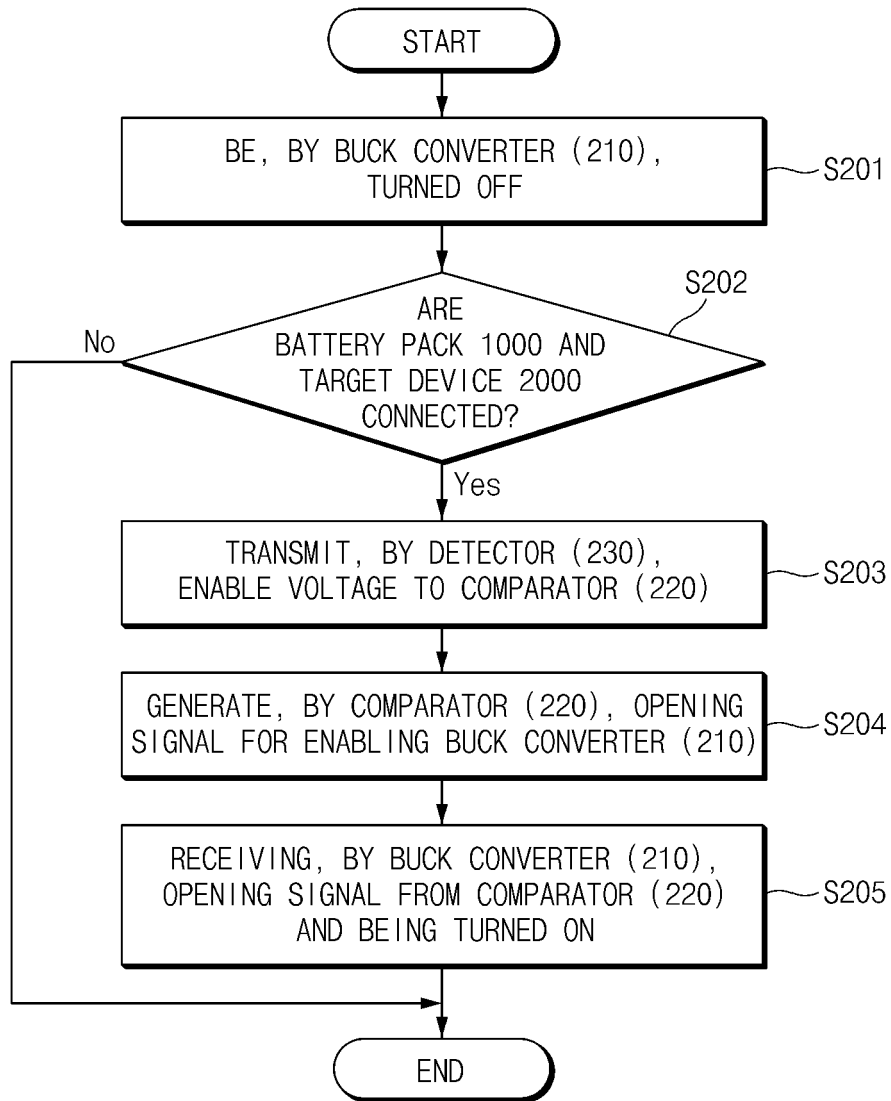 START
BE, BY BUCK CONVERTER (210),
TURNED OFF
S201
S202
ARE
BATTERY PACK 1000 AND
TARGET DEVICE 2000
CONNECTED?
No
Yes
TRANSMIT, BY DETECTOR (230),
ENABLE VOLTAGE TO COMPARATOR (220)
S203
GENERATE, BY COMPARATOR (220), OPENING
SIGNAL FOR ENABLING BUCK CONVERTER (210)
S204
RECEIVING, BY BUCK CONVERTER (210),
OPENING SIGNAL FROM COMPARATOR (220)
AND BEING TURNED ON
S205
END